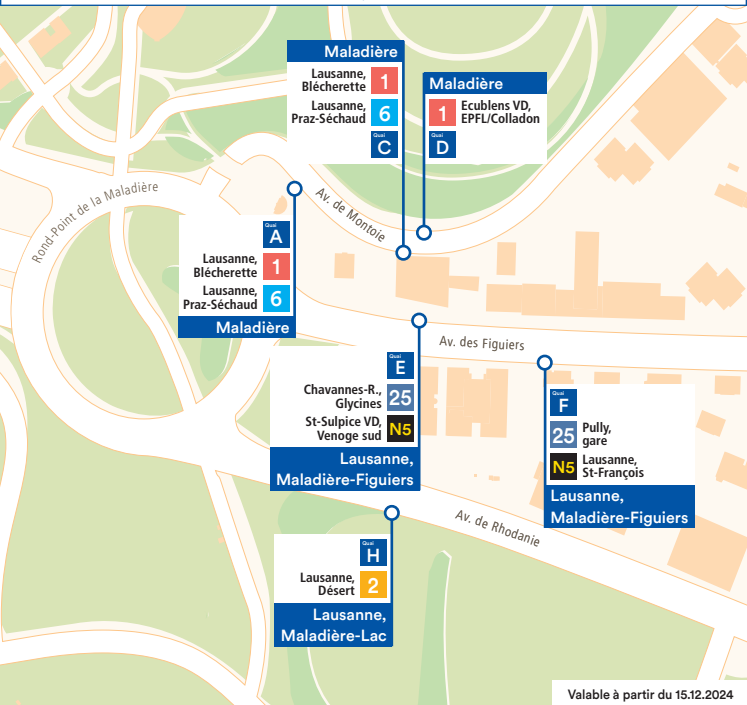 Maladière
Lausanne,
Blécherette
1
Lausanne,
Praz-Séchaud
6
Quai
C
Maladière
1
Ecublens VD,
EPFL/Colladon
Quai
D
Rond-Point de la Maladière
Av. de Montoie
Quai
A
Lausanne,
Blécherette
1
Lausanne,
Praz-Séchaud
6
Maladière
Av. des Figuiers
Quai
E
Chavannes-R.,
Glycines
25
St-Sulpice VD,
Venoge sud
N5
Lausanne,
Maladière-Figuiers
Quai
F
25
Pully,
gare
N5
Lausanne,
St-François
Lausanne,
Maladière-Figuiers
Av. de Rhodanie
Quai
H
Lausanne,
Désert
2
Lausanne,
Maladière-Lac
Valable à partir du 15.12.2024